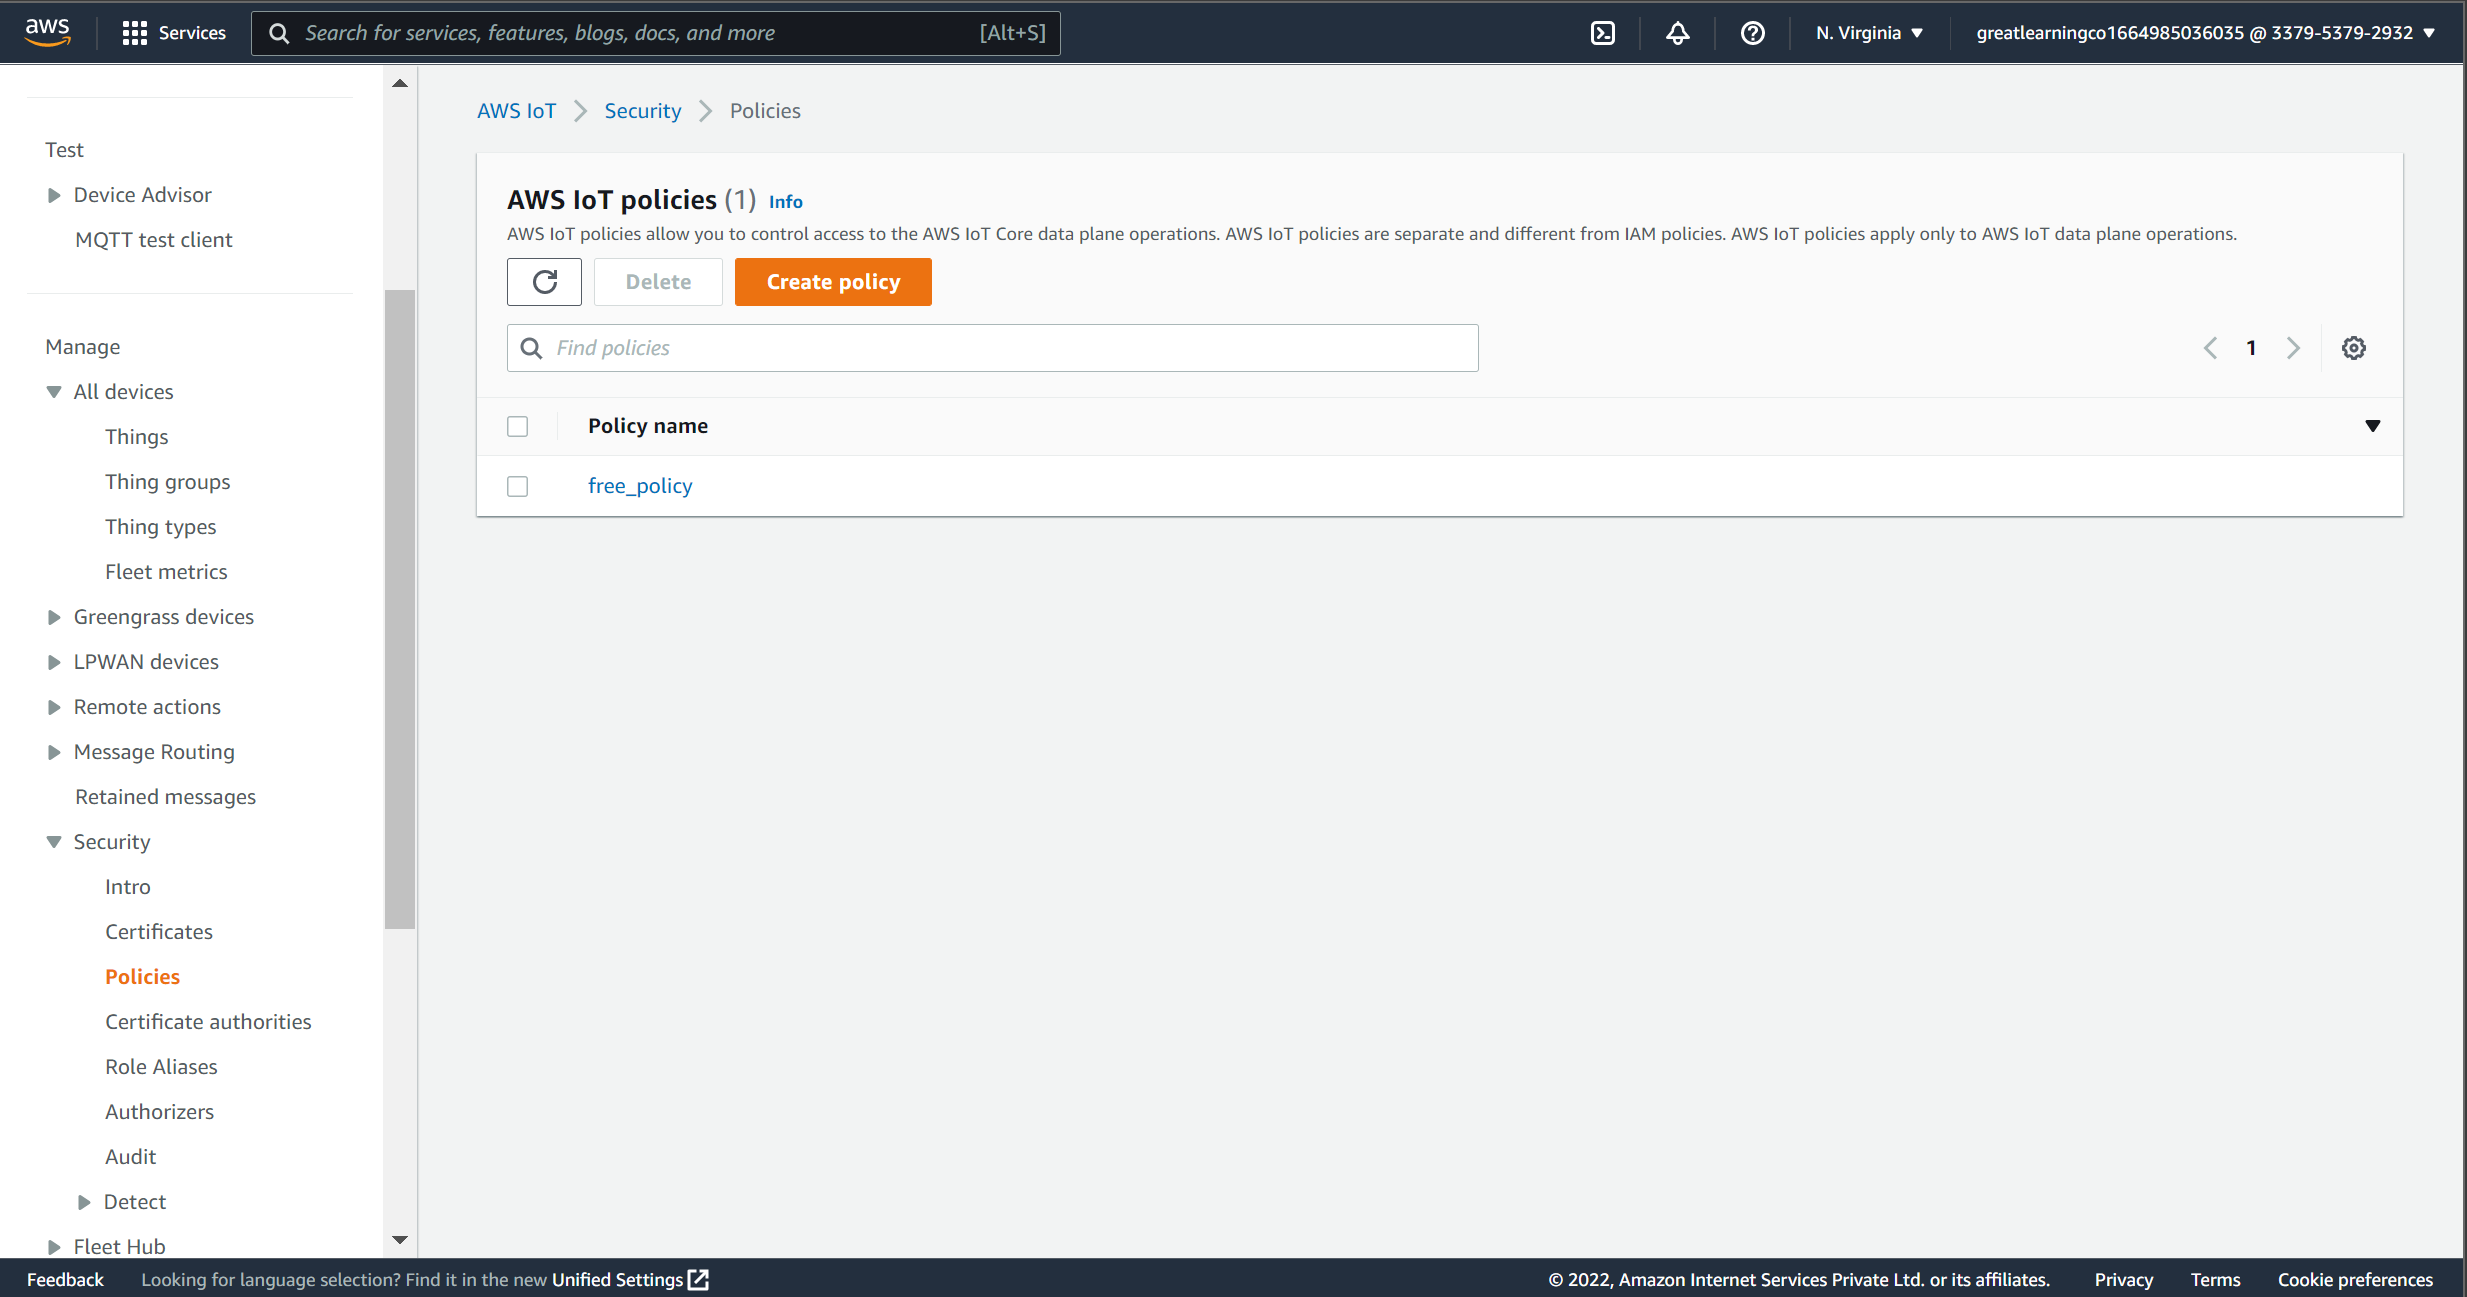 aws
Services
Search for services, features, blogs, docs, and more
[Alt+S]
N. Virginia
greatlearningco1664985036035 @ 3379-5379-2932
Test
Device Advisor
MQTT test client
Manage
All devices
Things
Thing groups
Thing types
Fleet metrics
Greengrass devices
LPWAN devices
Remote actions
Message Routing
Retained messages
Security
Intro
Certificates
Policies
Certificate authorities
Role Aliases
Authorizers
Audit
Detect
Fleet Hub
AWS IoT
Security
Policies
AWS IoT policies (1) Info
AWS IoT policies allow you to control access to the AWS IoT Core data plane operations. AWS IoT policies are separate and different from IAM policies. AWS IoT policies apply only to AWS IoT data plane operations.
Delete
Create policy
Find policies
1
Policy name
free_policy
Feedback
Looking for language selection? Find it in the new Unified Settings
© 2022, Amazon Internet Services Private Ltd. or its affiliates.
Privacy
Terms
Cookie preferences